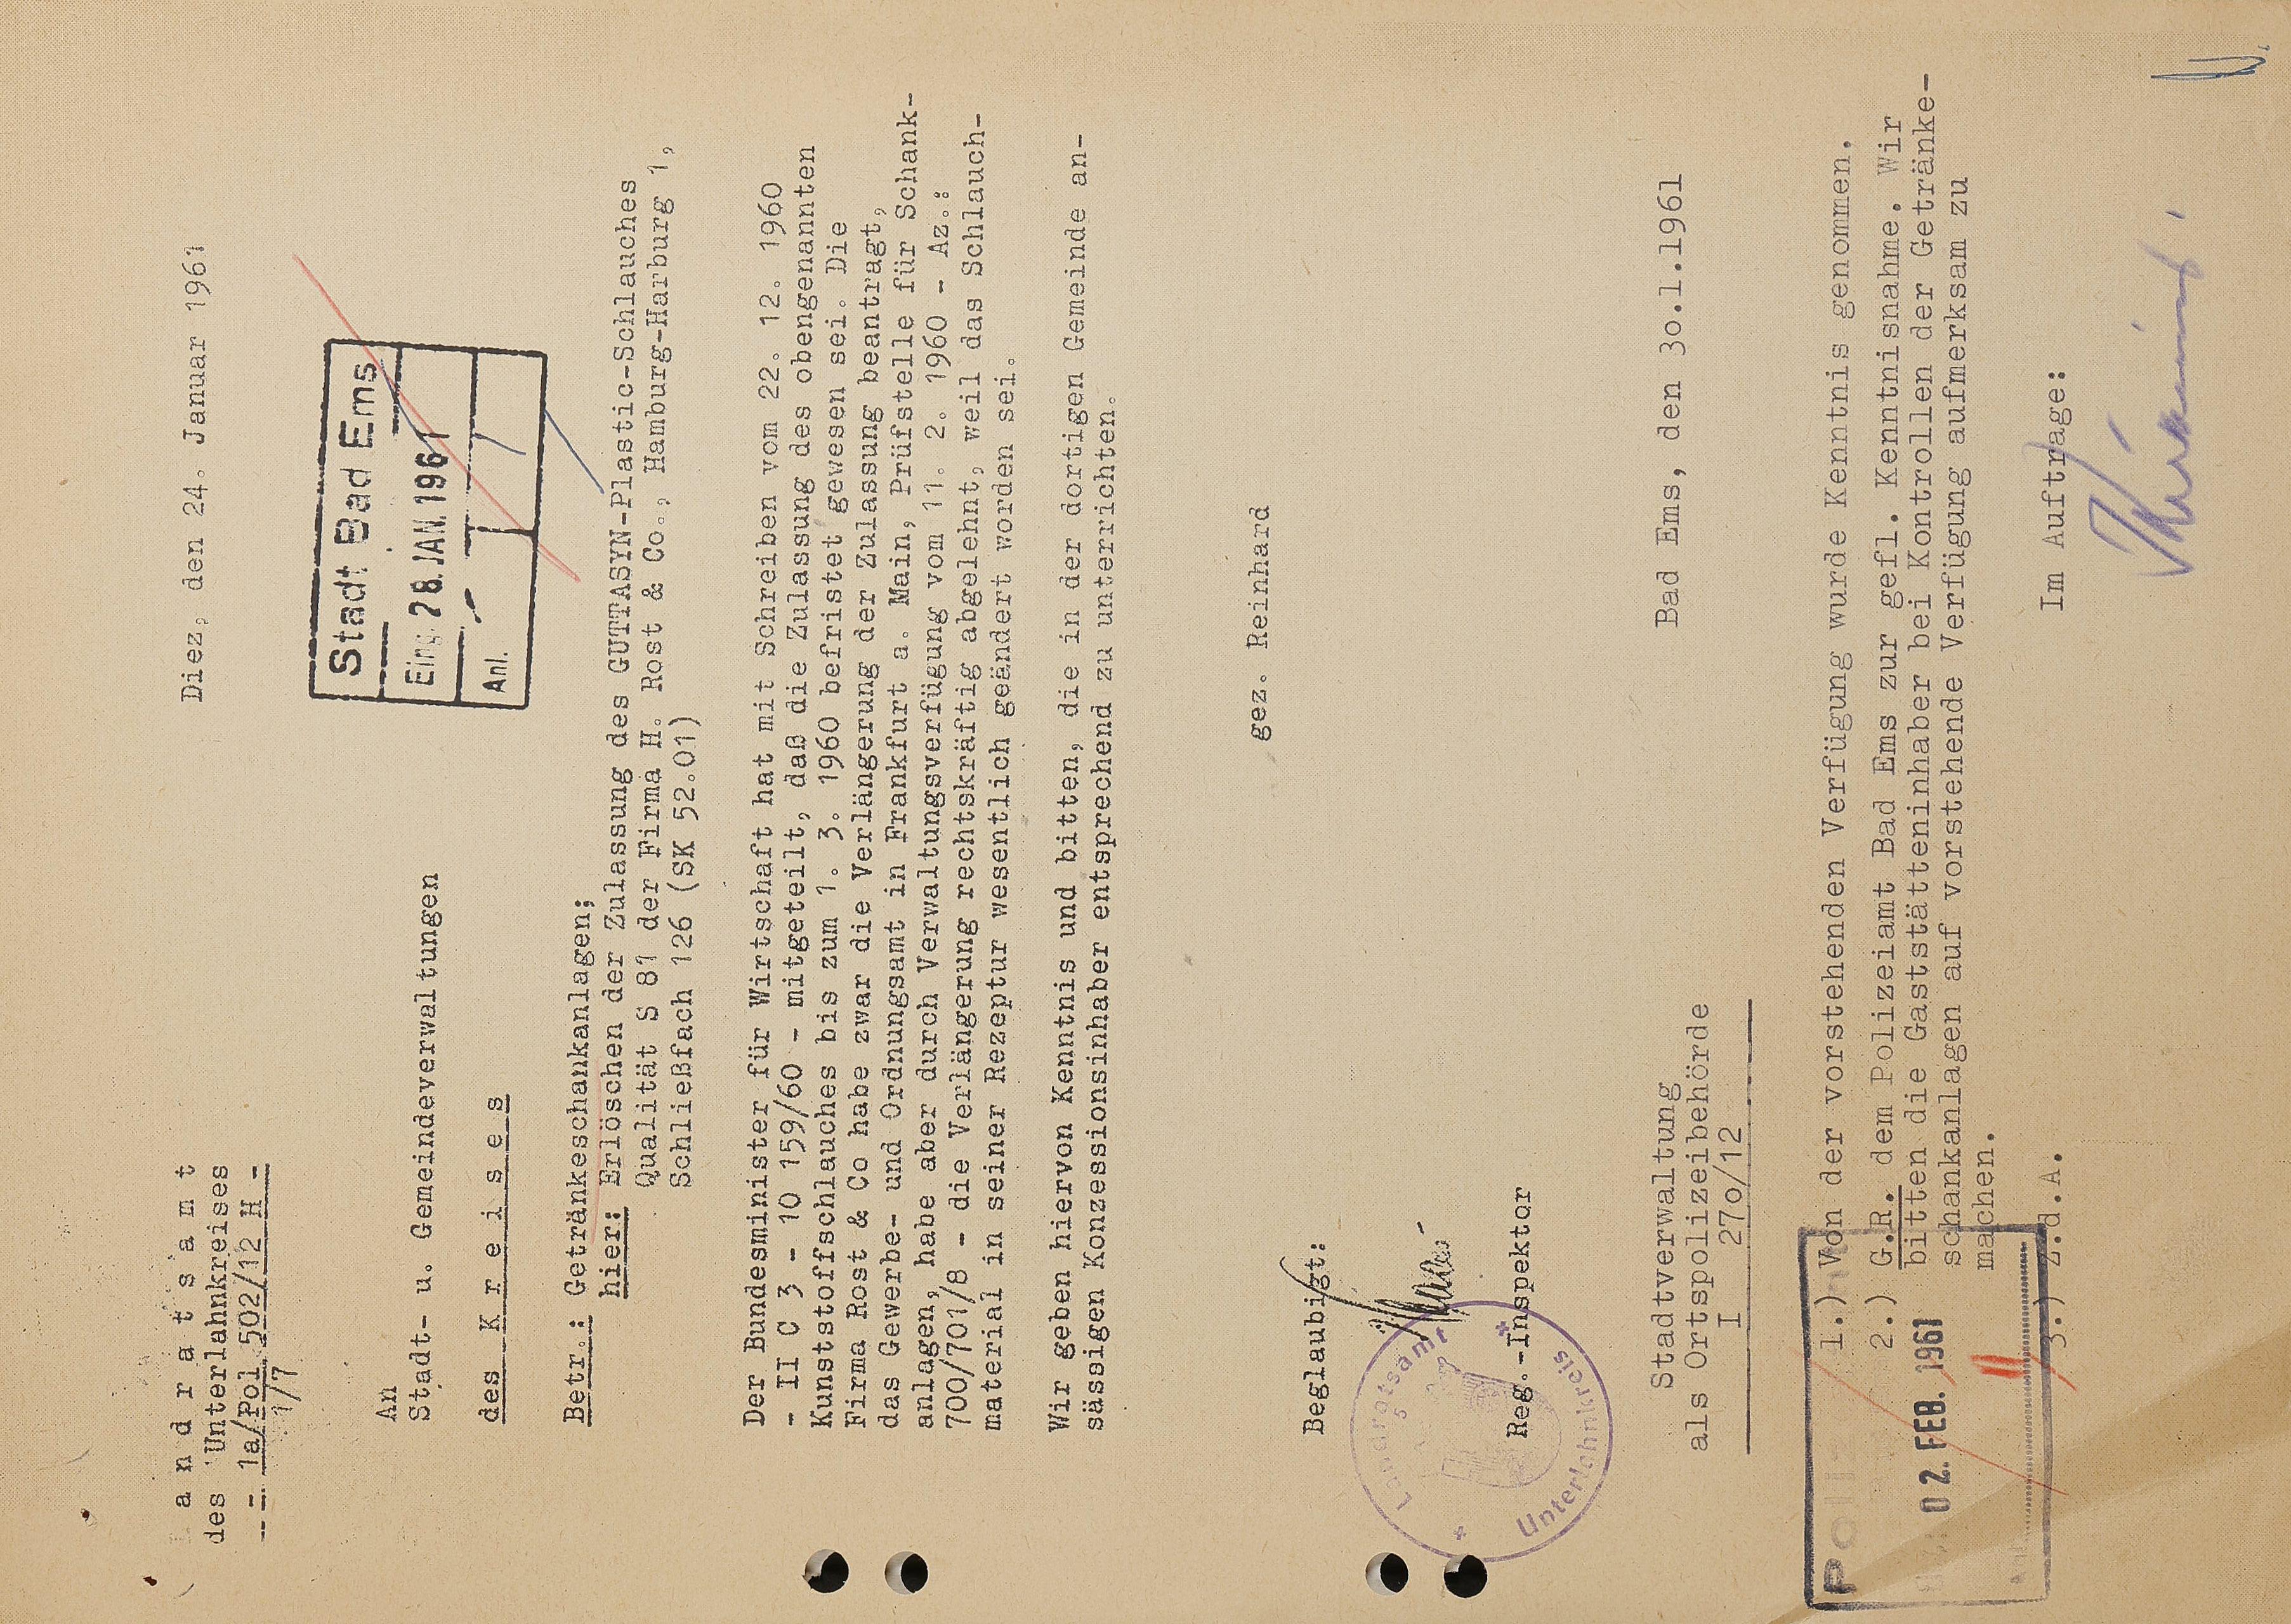 L a n d r a t s a m t
des Unterlahnkreises
-- 1a/Pol 502/12 H -
1/7
Diez, den 24. Januar 1961
An
Stadt- u. Gemeindeverwaltungen
des K r e i s e s
Stadt Bad Ems
Eing. 28. JAN. 1961
Anl.
Betr.: Getränkeschankanlagen;
hier: Erlöschen der Zulassung des GUTTASYN-Plastic-Schlauches
Qualität S 81 der Firma H. Rost & Co., Hamburg-Harburg 1,
Schließfach 126 (SK 52.01)
Der Bundesminister für Wirtschaft hat mit Schreiben vom 22. 12. 1960
- II C 3 - 10 159/60 - mitgeteilt, daß die Zulassung des obengenannten
Kunststoffschlauches bis zum 1. 3. 1960 befristet gewesen sei. Die
Firma Rost & Co habe zwar die Verlängerung der Zulassung beantragt,
das Gewerbe- und Ordnungsamt in Frankfurt a. Main, Prüfstelle für Schank-
anlagen, habe aber durch Verwaltungsverfügung vom 11. 2. 1960 - Az.:
700/701/8 - die Verlängerung rechtskräftig abgelehnt, weil das Schlauch-
material in seiner Rezeptur wesentlich geändert worden sei.
Wir geben hiervon Kenntnis und bitten, die in der dortigen Gemeinde an-
sässigen Konzessionsinhaber entsprechend zu unterrichten.
gez. Reinhard
Beglaubigt:
Reg.-Inspektor
Landratsamt
5
Unterlahnkreis
Stadtverwaltung
als Ortspolizeibehörde
I 27o/12
Bad Ems, den 3o.1.1961
1.) Von der vorstehenden Verfügung wurde Kenntnis genommen.
2.) G.R. dem Polizeiamt Bad Ems zur gefl. Kenntnisnahme. Wir
bitten die Gaststätteninhaber bei Kontrollen der Getränke-
schankanlagen auf vorstehende Verfügung aufmerksam zu
machen.
3.) Z.d.A.
Im Auftrage:
02. FEB. 1961